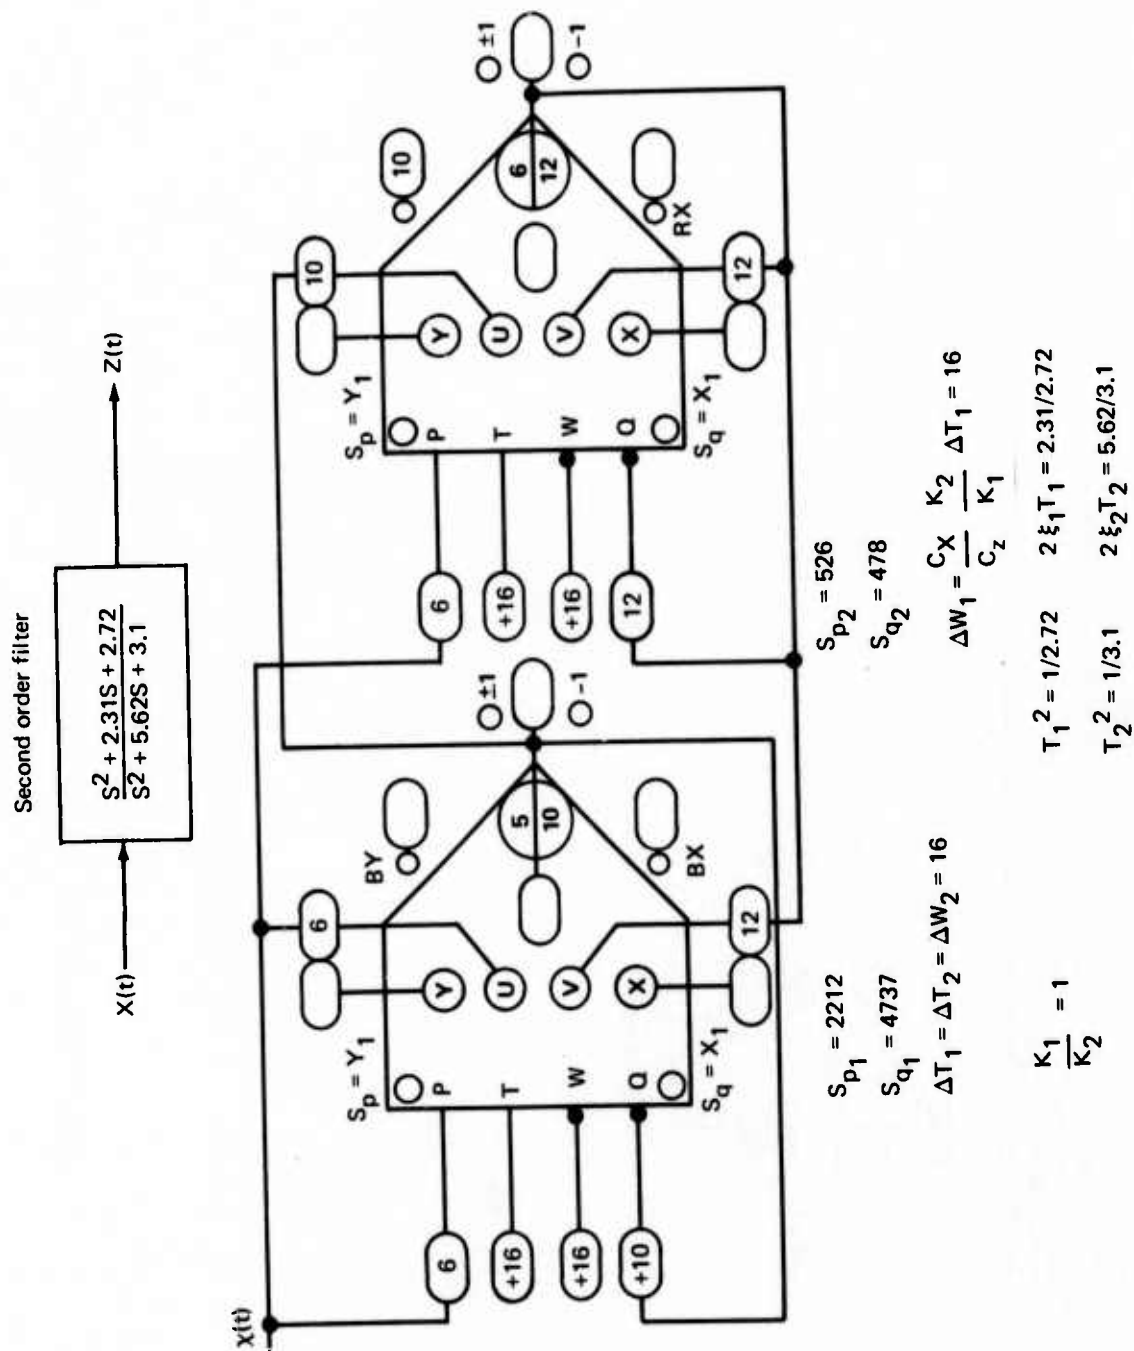 Second order filter
X(t)
S² + 2.31S + 2.72
S² + 5.62S + 3.1
Z(t)
χ(t)
6
+16
+16
+10
Sp = Y1
P
T
W
Q
Sq = X1
Y
U
V
X
6
12
BY
BX
5
10
±1
-1
6
+16
+16
12
Sp = Y1
P
T
W
Q
Sq = X1
Y
U
V
X
10
12
10
RX
6
12
±1
-1
Sp1 = 2212
Sq1 = 4737
ΔT1 = ΔT2 = ΔW2 = 16
K1/K2 = 1
Sp2 = 526
Sq2 = 478
ΔW1 = CX/Cz K2/K1 ΔT1 = 16
T1² = 1/2.72 2ξ1T1 = 2.31/2.72
T2² = 1/3.1 2ξ2T2 = 5.62/3.1